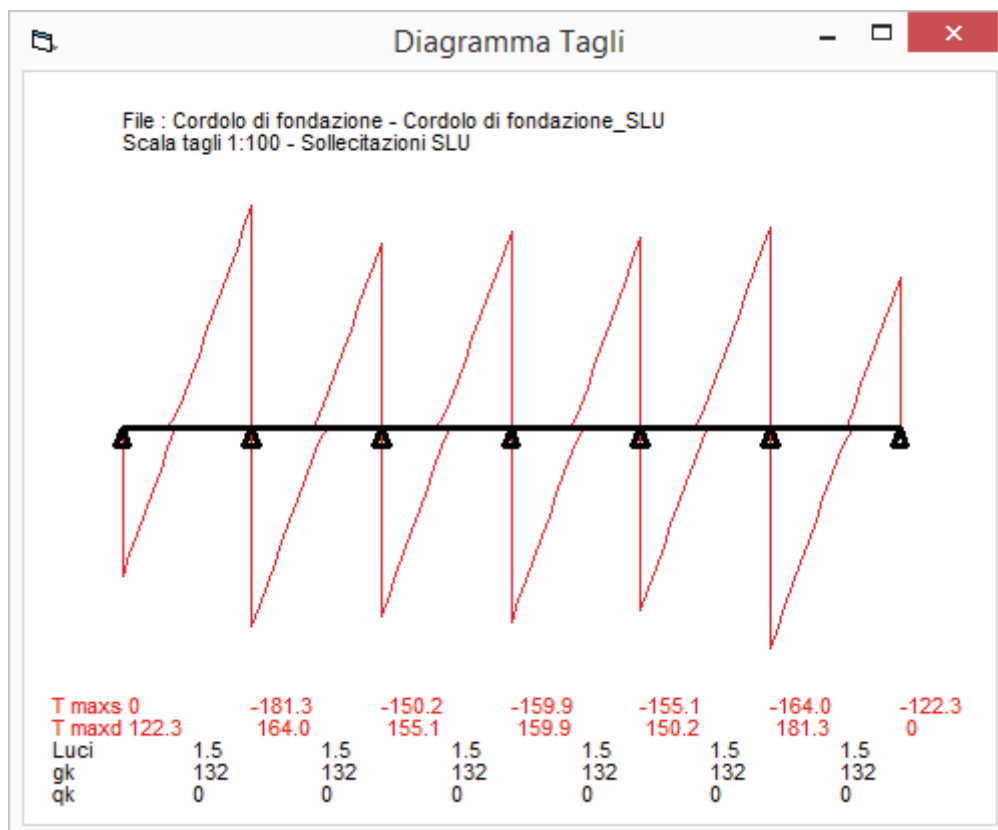 Diagramma Tagli
File : Cordolo di fondazione - Cordolo di fondazione_SLU
Scala tagli 1:100 - Sollecitazioni SLU
T maxs 0 -181.3 -150.2 -159.9 -155.1 -164.0 -122.3
T maxd 122.3 164.0 155.1 159.9 150.2 181.3 0
Luci 1.5 1.5 1.5 1.5 1.5 1.5
gk 132 132 132 132 132 132
qk 0 0 0 0 0 0